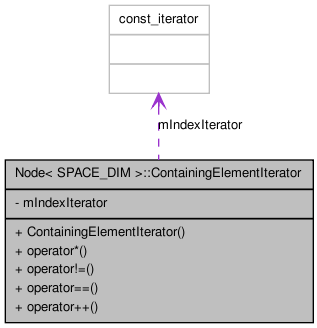 const_iterator
mIndexIterator
Node< SPACE_DIM >::ContainingElementIterator
- mIndexIterator
+ ContainingElementIterator()
+ operator*()
+ operator!=()
+ operator==()
+ operator++()